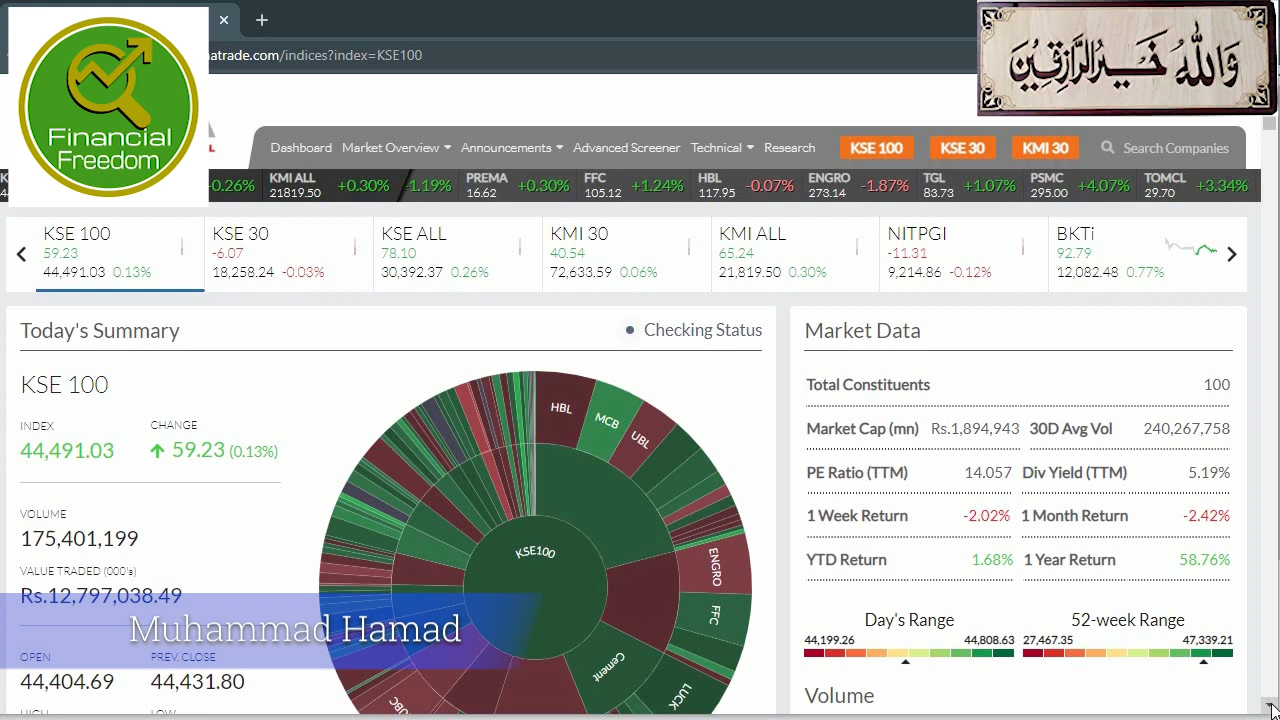 Financial
Freedom
atrade.com/indices?index=KSE100
وَاللّٰهُ خَيْرُ الرَّازِقِيْنَ
Dashboard Market Overview Announcements Advanced Screener Technical Research KSE 100 KSE 30 KMI 30 Search Companies
-0.26% KMI ALL 21819.50 +0.30% -1.19% PREMA 16.62 +0.30% FFC 105.12 +1.24% HBL 117.95 -0.07% ENGRO 273.14 -1.87% TGL 83.73 +1.07% PSMC 295.00 +4.07% TOMCL 29.70 +3.34%
KSE 100 KSE 30 KSE ALL KMI 30 KMI ALL NITPGI BKTi
59.23 -6.07 78.10 40.54 65.24 -11.31 92.79
44,491.03 0.13% 18,258.24 -0.03% 30,392.37 0.26% 72,633.59 0.06% 21,819.50 0.30% 9,214.86 -0.12% 12,082.48 0.77%
Today's Summary Checking Status
KSE 100
INDEX CHANGE
44,491.03 59.23 (0.13%)
VOLUME
175,401,199
VALUE TRADED (000's)
Rs.12,797,038.49
Muhammad Hamad
OPEN PREV. CLOSE
44,404.69 44,431.80
HIGH LOW
HBL
MCB
UBL
KSE100
ENGRO
FFC
Cement
LUCK
UBC
Market Data
Total Constituents 100
Market Cap (mn) Rs.1,894,943 30D Avg Vol 240,267,758
PE Ratio (TTM) 14.057 Div Yield (TTM) 5.19%
1 Week Return -2.02% 1 Month Return -2.42%
YTD Return 1.68% 1 Year Return 58.76%
Day's Range 52-week Range
44,199.26 44,808.63 27,467.35 47,339.21
Volume